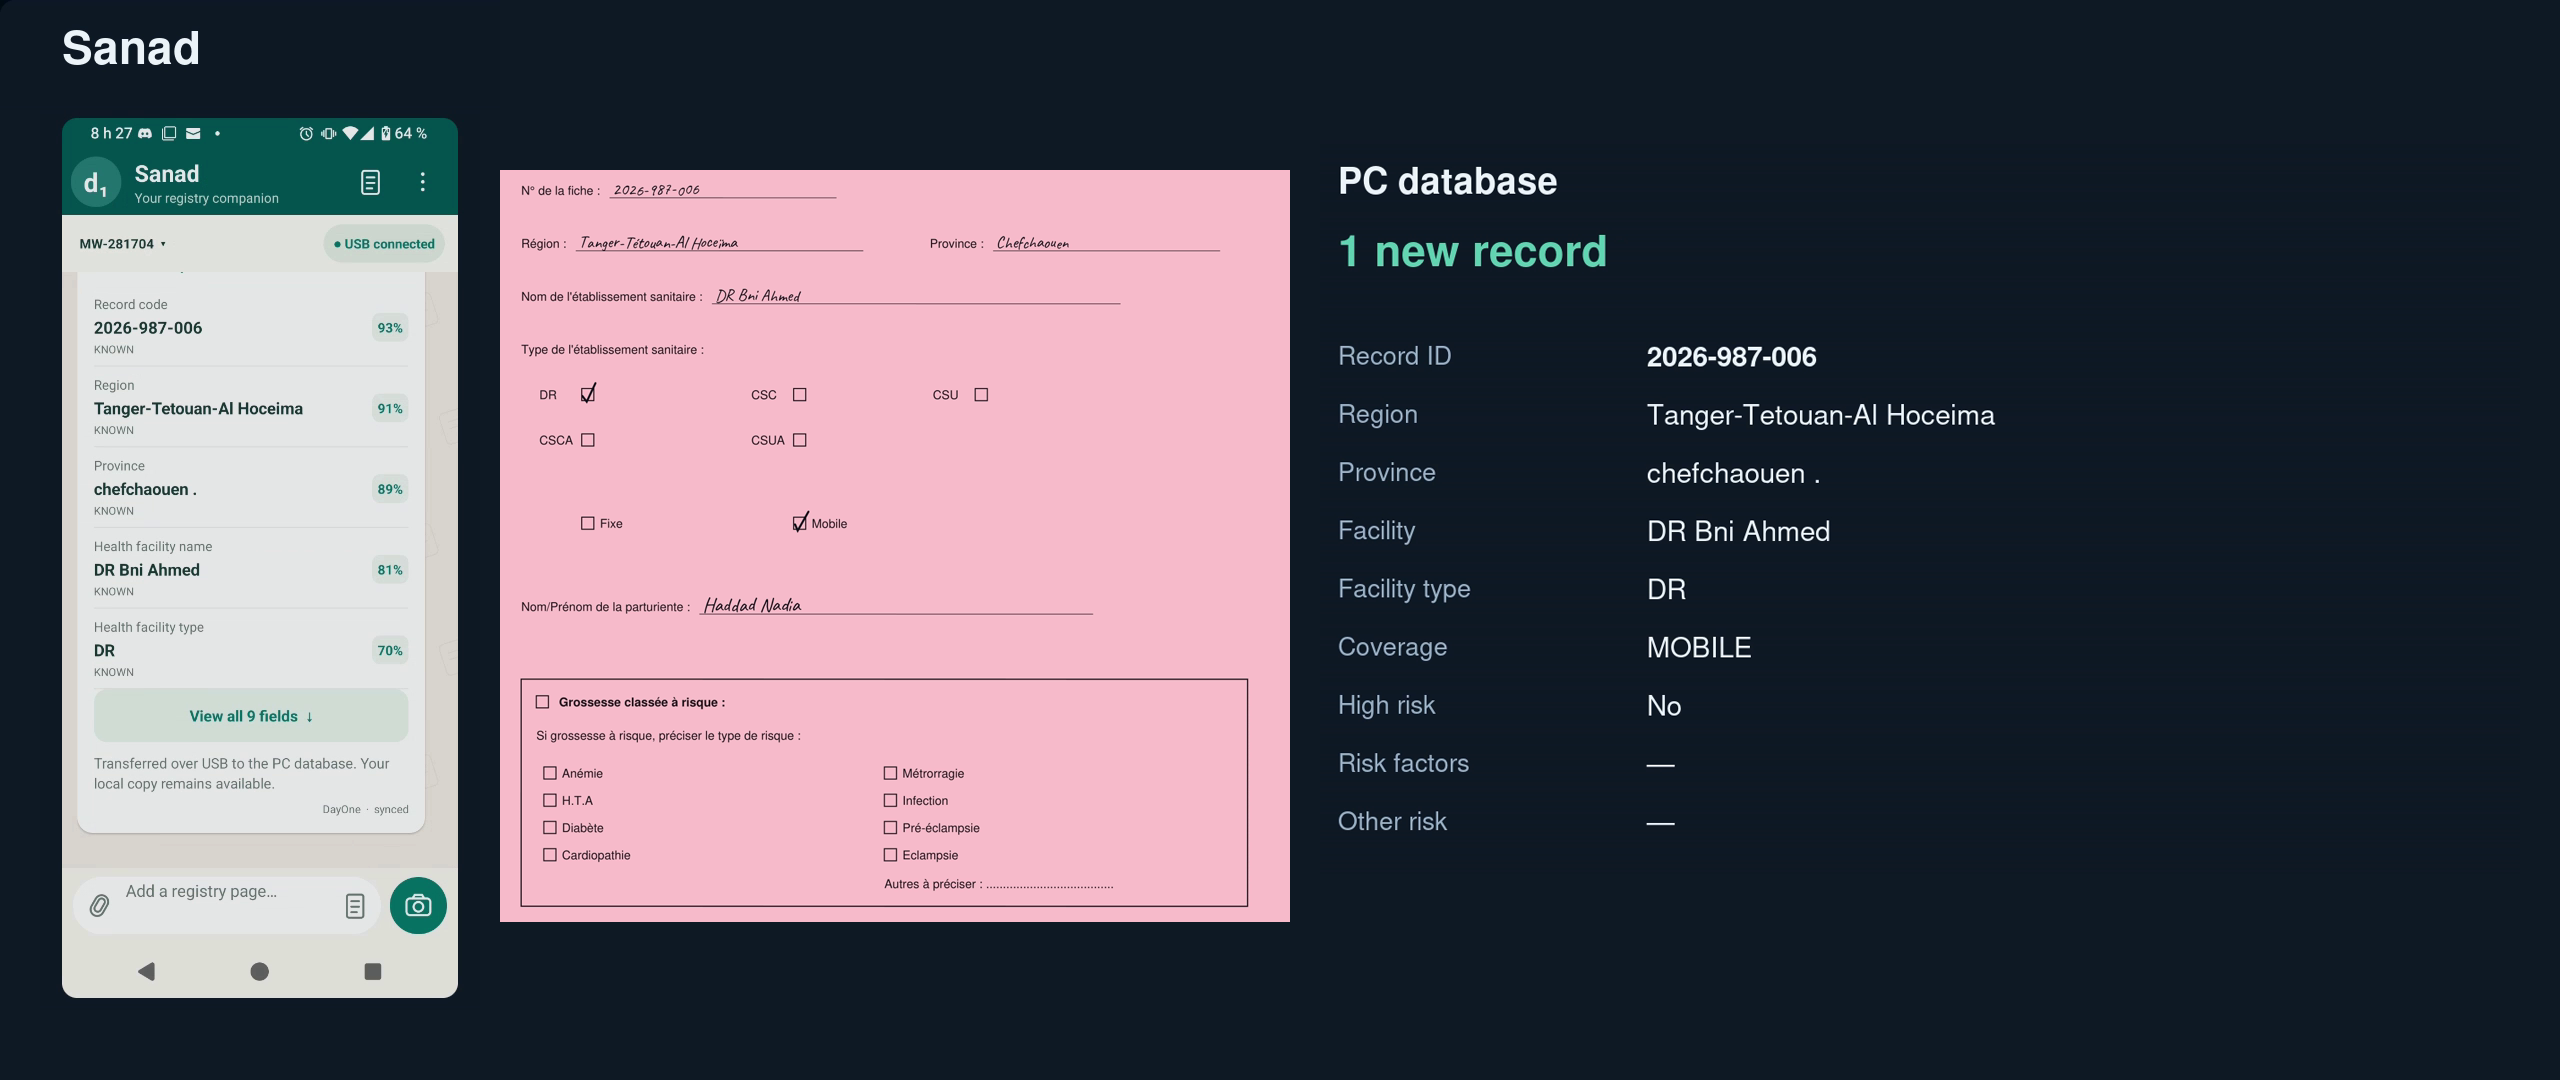 Sanad
8 h 27 64 %
d1
Sanad
Your registry companion
MW-281704 ▾
● USB connected
Record code
2026-987-006 93%
KNOWN
Region
Tanger-Tetouan-Al Hoceima 91%
KNOWN
Province
chefchaouen . 89%
KNOWN
Health facility name
DR Bni Ahmed 81%
KNOWN
Health facility type
DR 70%
KNOWN
View all 9 fields ↓
Transferred over USB to the PC database. Your
local copy remains available.
DayOne · synced
Add a registry page...
N° de la fiche : 2026-987-006
Région : Tanger-Tétouan-Al Hoceima Province : Chefchaouen
Nom de l'établissement sanitaire : DR Bni Ahmed
Type de l'établissement sanitaire :
DR CSC CSU
CSCA CSUA
Fixe Mobile
Nom/Prénom de la parturiente : Haddad Nadia
Grossesse classée à risque :
Si grossesse à risque, préciser le type de risque :
Anémie Métrorragie
H.T.A Infection
Diabète Pré-éclampsie
Cardiopathie Eclampsie
Autres à préciser : ......................................
PC database
1 new record
Record ID 2026-987-006
Region Tanger-Tetouan-Al Hoceima
Province chefchaouen .
Facility DR Bni Ahmed
Facility type DR
Coverage MOBILE
High risk No
Risk factors —
Other risk —